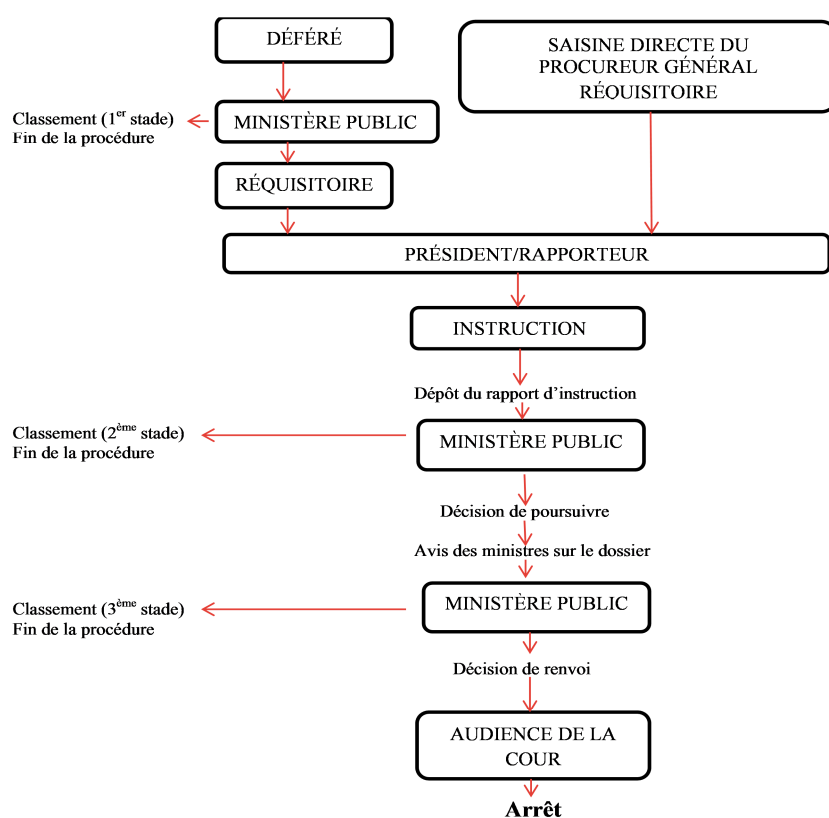 DÉFÉRÉ
SAISINE DIRECTE DU
PROCUREUR GÉNÉRAL
RÉQUISITOIRE
Classement (1er stade)
Fin de la procédure
MINISTÈRE PUBLIC
RÉQUISITOIRE
PRÉSIDENT/RAPPORTEUR
INSTRUCTION
Dépôt du rapport d’instruction
Classement (2ème stade)
Fin de la procédure
MINISTÈRE PUBLIC
Décision de poursuivre
Avis des ministres sur le dossier
Classement (3ème stade)
Fin de la procédure
MINISTÈRE PUBLIC
Décision de renvoi
AUDIENCE DE LA
COUR
Arrêt